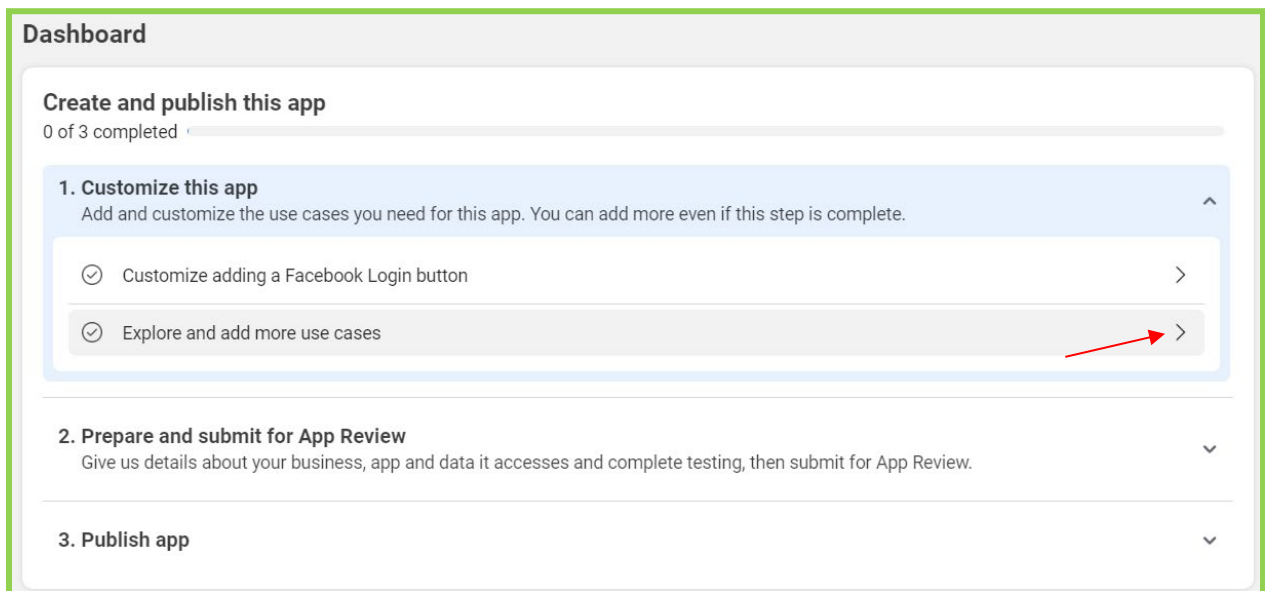 Dashboard
Create and publish this app
0 of 3 completed
1. Customize this app
Add and customize the use cases you need for this app. You can add more even if this step is complete.
Customize adding a Facebook Login button
Explore and add more use cases
2. Prepare and submit for App Review
Give us details about your business, app and data it accesses and complete testing, then submit for App Review.
3. Publish app